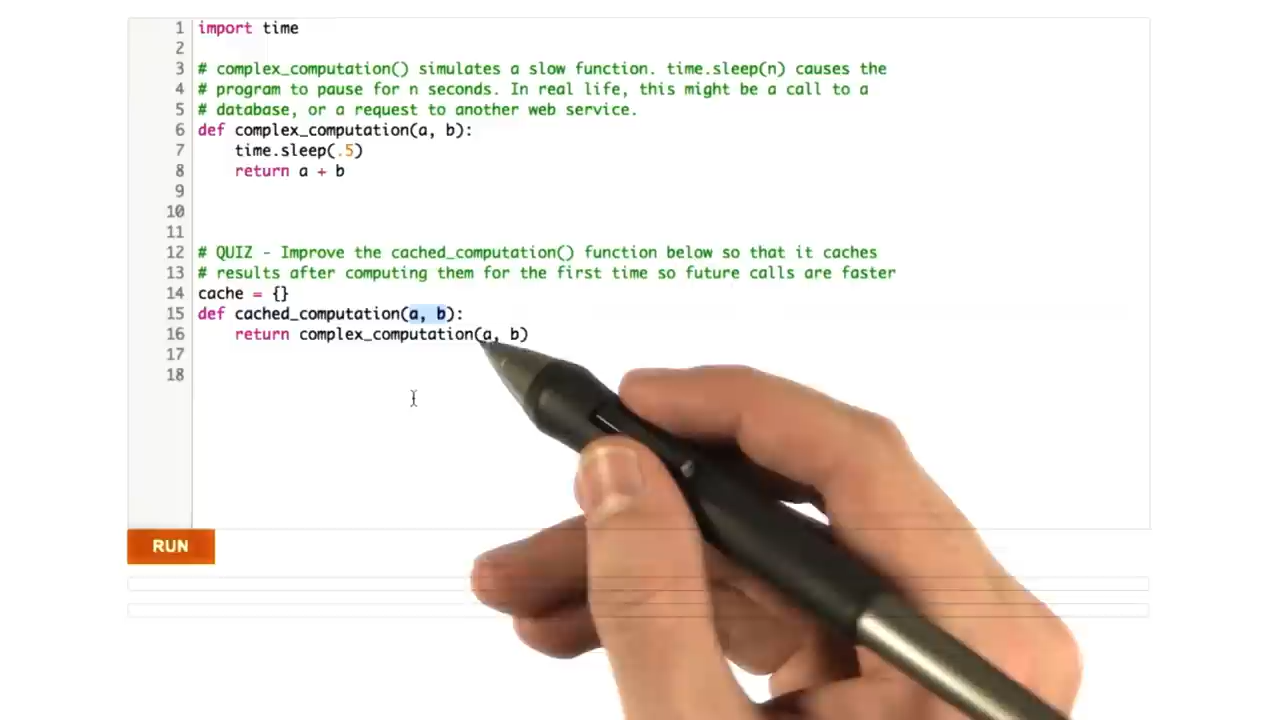 1 import time
2
3 # complex_computation() simulates a slow function. time.sleep(n) causes the
4 # program to pause for n seconds. In real life, this might be a call to a
5 # database, or a request to another web service.
6 def complex_computation(a, b):
7     time.sleep(.5)
8     return a + b
9
10
11
12 # QUIZ - Improve the cached_computation() function below so that it caches
13 # results after computing them for the first time so future calls are faster
14 cache = {}
15 def cached_computation(a, b):
16     return complex_computation(a, b)
17
18
RUN